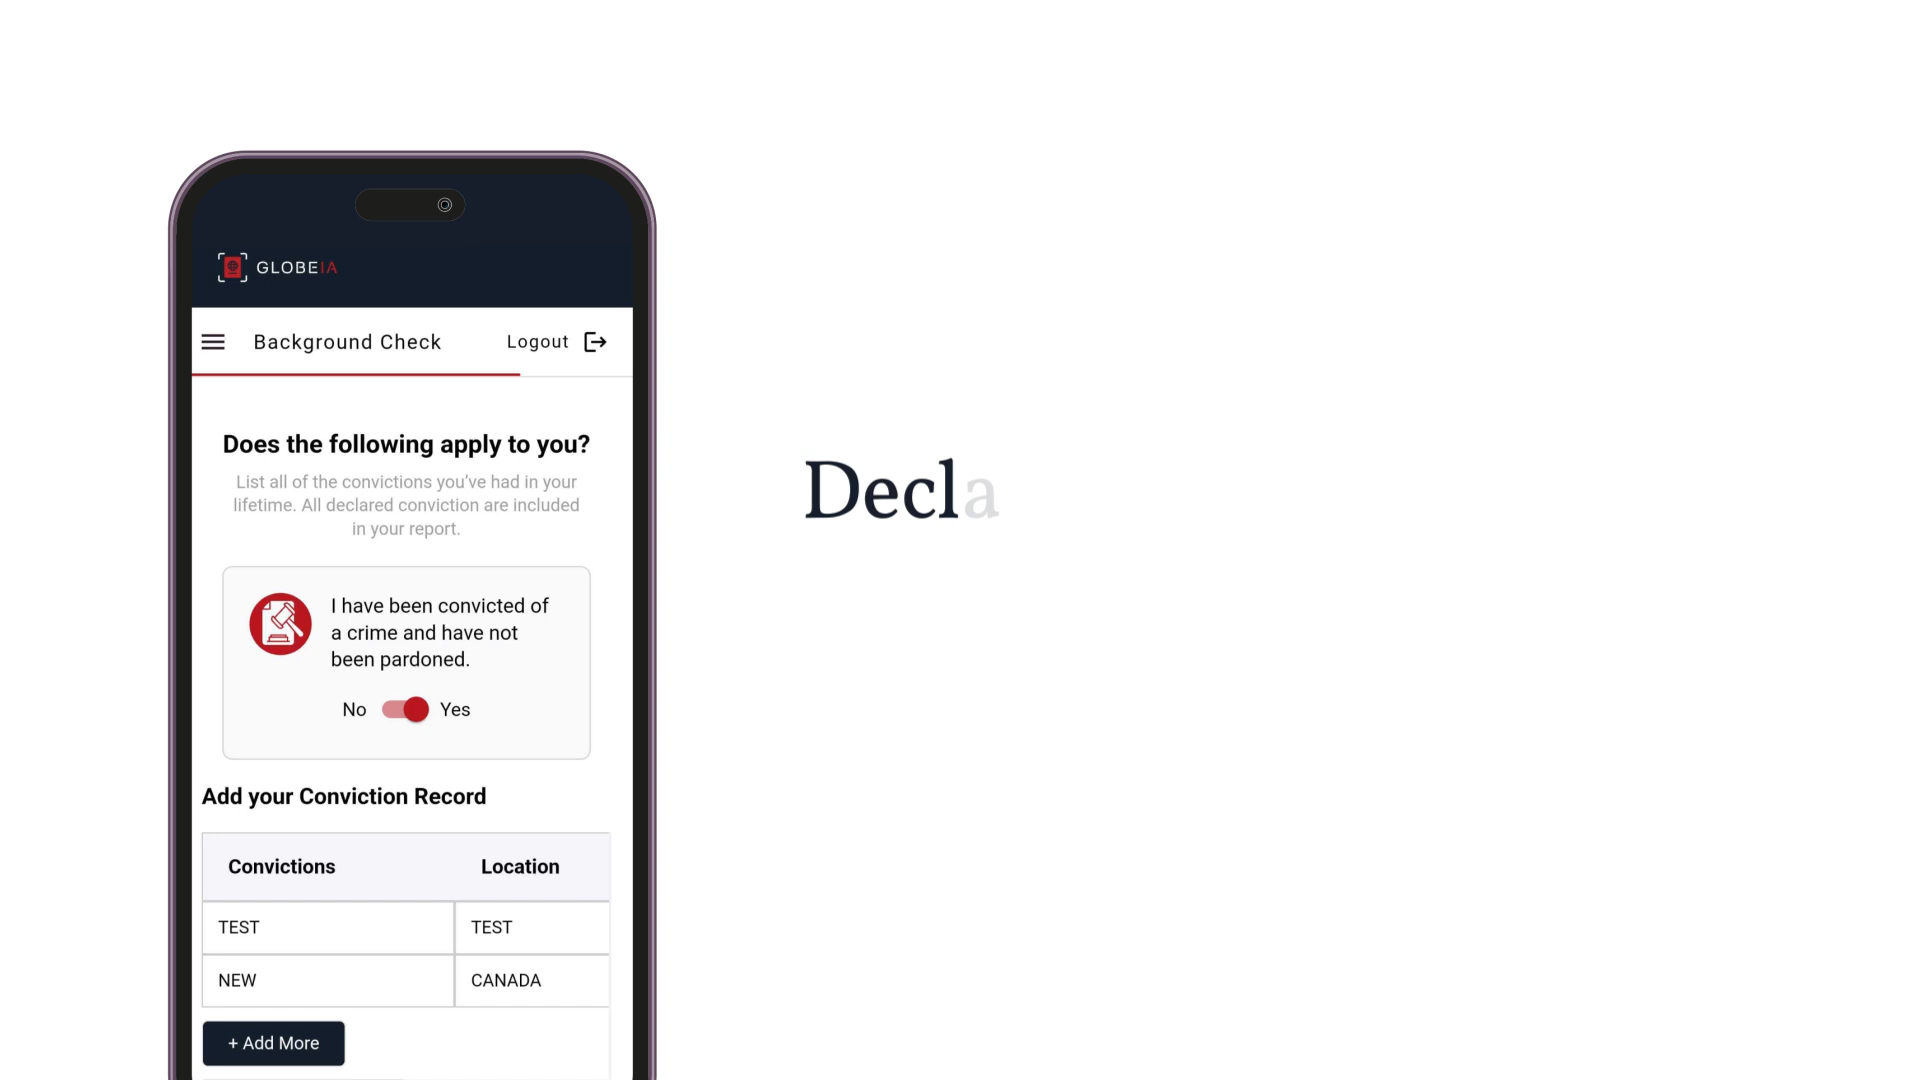 GLOBEIA
Background Check
Logout
Does the following apply to you?
List all of the convictions you’ve had in your
lifetime. All declared conviction are included
in your report.
I have been convicted of
a crime and have not
been pardoned.
No
Yes
Add your Conviction Record
Convictions
Location
TEST
TEST
NEW
CANADA
+ Add More
Decla